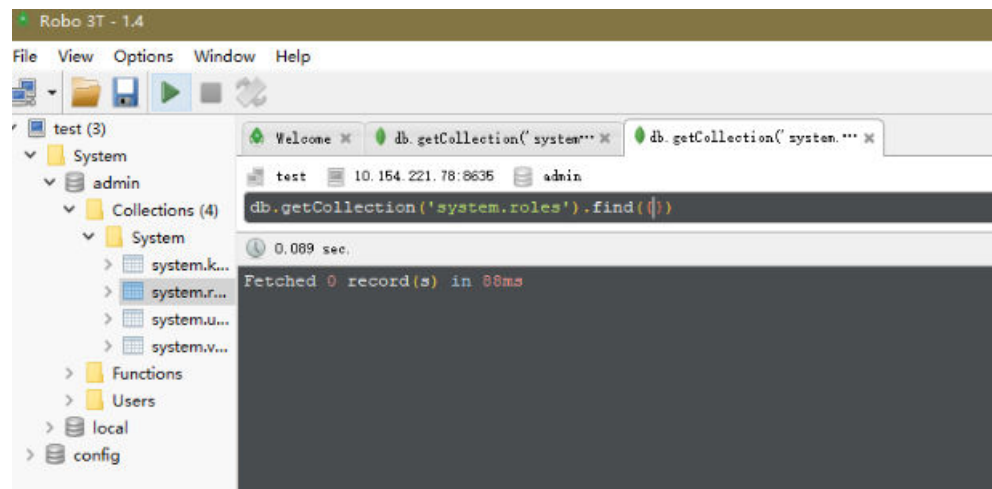 Robo 3T - 1.4
File View Options Window Help
test (3)
System
admin
Collections (4)
System
system.k...
system.r...
system.u...
system.v...
Functions
Users
local
config
Welcome
db.getCollection('system…
db.getCollection('system.…
test 10.154.221.78:8635 admin
db.getCollection('system.roles').find({})
0.089 sec.
Fetched 0 record(s) in 88ms